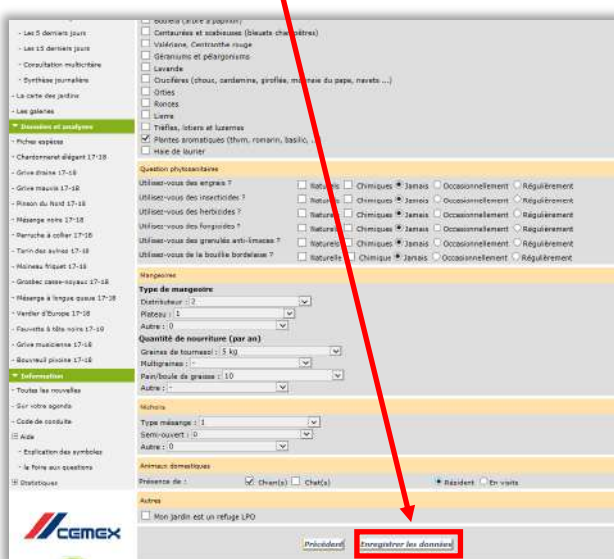 - Les 5 derniers jours
- Les 15 derniers jours
- Consultation multicritère
- Synthèse journalière
- La carte des jardins
- Les galeries
Données et analyses
- Fiches espèces
- Chardonneret élégant 17-18
- Grive draine 17-18
- Grive mauvis 17-18
- Pinson du Nord 17-18
- Mésange noire 17-18
- Perruche à collier 17-18
- Tarin des aulnes 17-18
- Moineau friquet 17-18
- Grosbec casse-noyaux 17-18
- Mésange à longue queue 17-18
- Verdier d'Europe 17-18
- Fauvette à tête noire 17-18
- Grive musicienne 17-18
- Bouvreuil pivoine 17-18
Information
- Toutes les nouvelles
- Sur votre agenda
- Code de conduite
Aide
- Explication des symboles
- la foire aux questions
Statistiques
CEMEX
Buddleia (arbre à papillon)
Centaurées et scabieuses (bleuets champêtres)
Valériane, Centranthe rouge
Géraniums et pélargoniums
Lavande
Crucifères (choux, cardamine, giroflée, monnaie du pape, navets ...)
Orties
Ronces
Lierre
Trèfles, lotiers et luzernes
Plantes aromatiques (thym, romarin, basilic, ...
Haie de laurier
Question phytosanitaires
Utilisez-vous des engrais ? Naturels Chimiques Jamais Occasionnellement Régulièrement
Utilisez-vous des insecticides ? Naturels Chimiques Jamais Occasionnellement Régulièrement
Utilisez-vous des herbicides ? Naturels Chimiques Jamais Occasionnellement Régulièrement
Utilisez-vous des fongicides ? Naturels Chimiques Jamais Occasionnellement Régulièrement
Utilisez-vous des granulés anti-limaces ? Naturels Chimiques Jamais Occasionnellement Régulièrement
Utilisez-vous de la bouillie bordelaise ? Naturelle Chimique Jamais Occasionnellement Régulièrement
Mangeoires
Type de mangeoire
Distributeur : 2
Plateau : 1
Autre : 0
Quantité de nourriture (par an)
Graines de tournesol : 5 kg
Multigraines : -
Pain/boule de graisse : 10
Autre : -
Nichoirs
Type mésange : 1
Semi-ouvert : 0
Autre : 0
Animaux domestiques
Présence de : Chien(s) Chat(s) Résident En visite
Autres
Mon jardin est un refuge LPO
Précédent Enregistrer les données